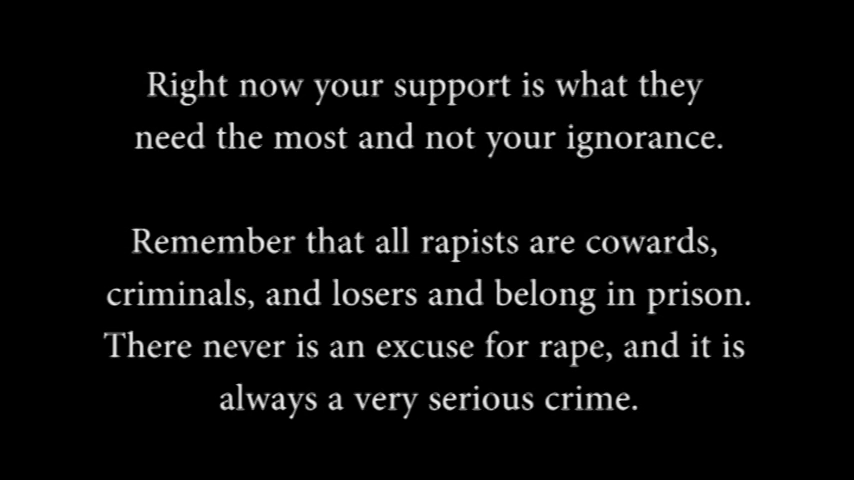 Right now your support is what they
need the most and not your ignorance.
Remember that all rapists are cowards,
criminals, and losers and belong in prison.
There never is an excuse for rape, and it is
always a very serious crime.